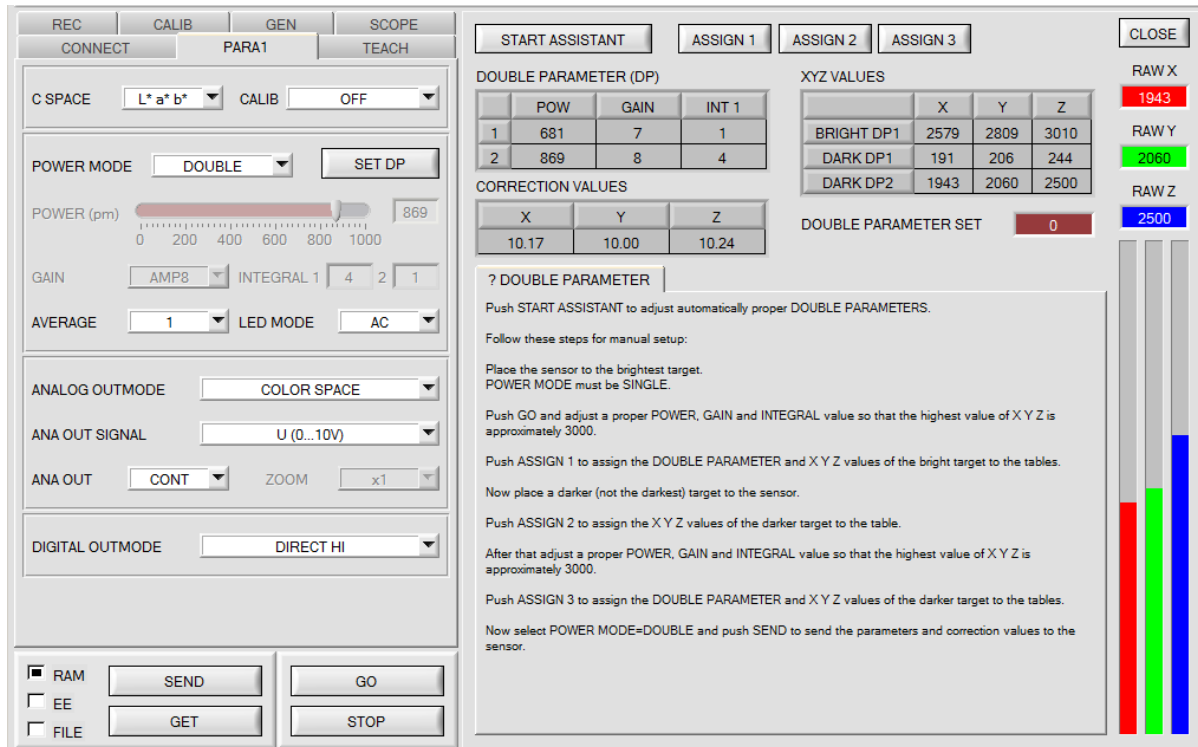 REC CALIB GEN SCOPE
CONNECT PARA1 TEACH
C SPACE L* a* b* CALIB OFF
POWER MODE DOUBLE SET DP
POWER (pm) 869
0 200 400 600 800 1000
GAIN AMP8 INTEGRAL 1 4 2 1
AVERAGE 1 LED MODE AC
ANALOG OUTMODE COLOR SPACE
ANA OUT SIGNAL U (0...10V)
ANA OUT CONT ZOOM x1
DIGITAL OUTMODE DIRECT HI
RAM SEND GO
EE
FILE GET STOP
START ASSISTANT ASSIGN 1 ASSIGN 2 ASSIGN 3
DOUBLE PARAMETER (DP)
POW GAIN INT 1
1 681 7 1
2 869 8 4
CORRECTION VALUES
X Y Z
10.17 10.00 10.24
XYZ VALUES
X Y Z
BRIGHT DP1 2579 2809 3010
DARK DP1 191 206 244
DARK DP2 1943 2060 2500
DOUBLE PARAMETER SET 0
? DOUBLE PARAMETER
Push START ASSISTANT to adjust automatically proper DOUBLE PARAMETERS.
Follow these steps for manual setup:
Place the sensor to the brightest target.
POWER MODE must be SINGLE.
Push GO and adjust a proper POWER, GAIN and INTEGRAL value so that the highest value of X Y Z is
approximately 3000.
Push ASSIGN 1 to assign the DOUBLE PARAMETER and X Y Z values of the bright target to the tables.
Now place a darker (not the darkest) target to the sensor.
Push ASSIGN 2 to assign the X Y Z values of the darker target to the table.
After that adjust a proper POWER, GAIN and INTEGRAL value so that the highest value of X Y Z is
approximately 3000.
Push ASSIGN 3 to assign the DOUBLE PARAMETER and X Y Z values of the darker target to the tables.
Now select POWER MODE=DOUBLE and push SEND to send the parameters and correction values to the
sensor.
CLOSE
RAW X
1943
RAW Y
2060
RAW Z
2500